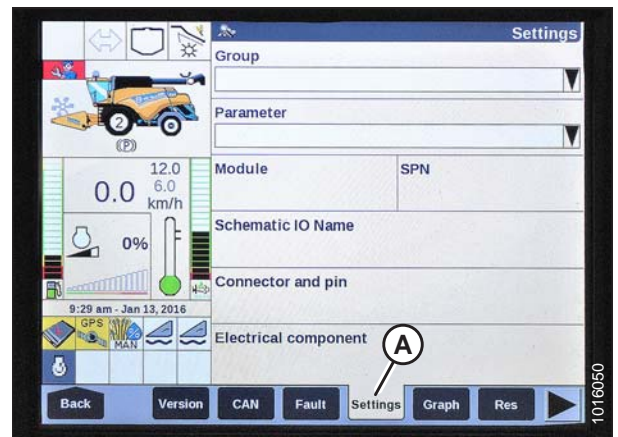 Settings
Group
Parameter
2
(P)
12.0
6.0
0.0
km/h
Module
SPN
0%
Schematic IO Name
Connector and pin
9:29 am - Jan 13, 2016
GPS
MAN
Electrical component
A
Back
Version
CAN
Fault
Settings
Graph
Res
1016050